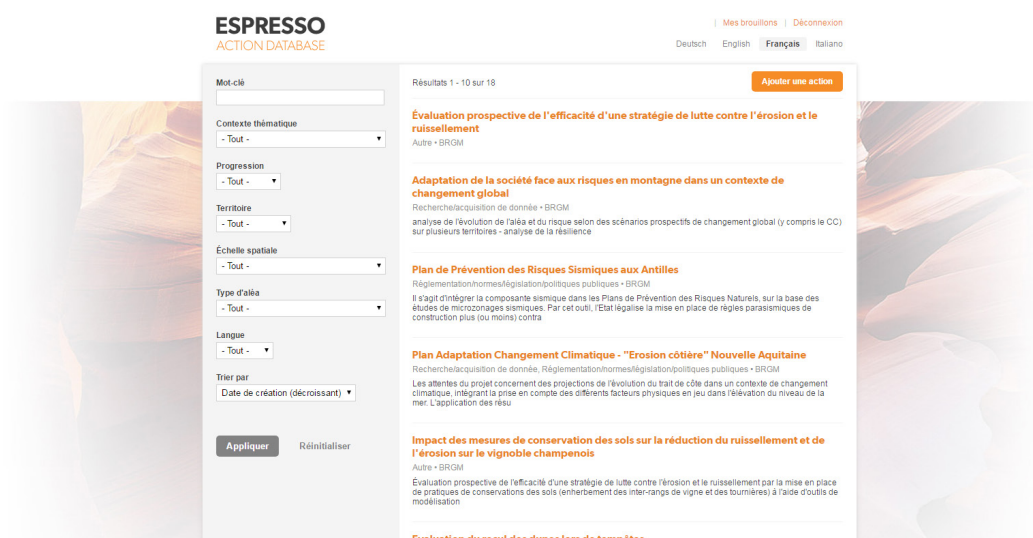 ESPRESSO
ACTION DATABASE
| Mes brouillons | Déconnexion
Deutsch English Français Italiano
Mot-clé
Contexte thèmatique
- Tout -
Progression
- Tout -
Territoire
- Tout -
Échelle spatiale
- Tout -
Type d'aléa
- Tout -
Langue
- Tout -
Trier par
Date de création (décroissant)
Appliquer Réinitialiser
Résultats 1 - 10 sur 18
Ajouter une action
Évaluation prospective de l'efficacité d'une stratégie de lutte contre l'érosion et le
ruissellement
Autre • BRGM
Adaptation de la société face aux risques en montagne dans un contexte de
changement global
Recherche/acquisition de donnée • BRGM
analyse de l'évolution de l'aléa et du risque selon des scénarios prospectifs de changement global (y compris le CC)
sur plusieurs territoires - analyse de la résilience
Plan de Prévention des Risques Sismiques aux Antilles
Réglementation/normes/législation/politiques publiques • BRGM
Il s'agit d'intégrer la composante sismique dans les Plans de Prévention des Risques Naturels, sur la base des
études de microzonages sismiques. Par cet outil, l'Etat légalise la mise en place de règles parasismiques de
construction plus (ou moins) contra
Plan Adaptation Changement Climatique - "Erosion côtière" Nouvelle Aquitaine
Recherche/acquisition de donnée, Réglementation/normes/législation/politiques publiques • BRGM
Les attentes du projet concernent des projections de l'évolution du trait de côte dans un contexte de changement
climatique, intégrant la prise en compte des différents facteurs physiques en jeu dans l'élévation du niveau de la
mer. L'application des résu
Impact des mesures de conservation des sols sur la réduction du ruissellement et de
l'érosion sur le vignoble champenois
Autre • BRGM
Évaluation prospective de l'efficacité d'une stratégie de lutte contre l'érosion et le ruissellement par la mise en place
de pratiques de conservations des sols (enherbement des inter-rangs de vigne et des tournières) à l'aide d'outils de
modélisation
Evaluation du recul des dunes lors de tempêtes